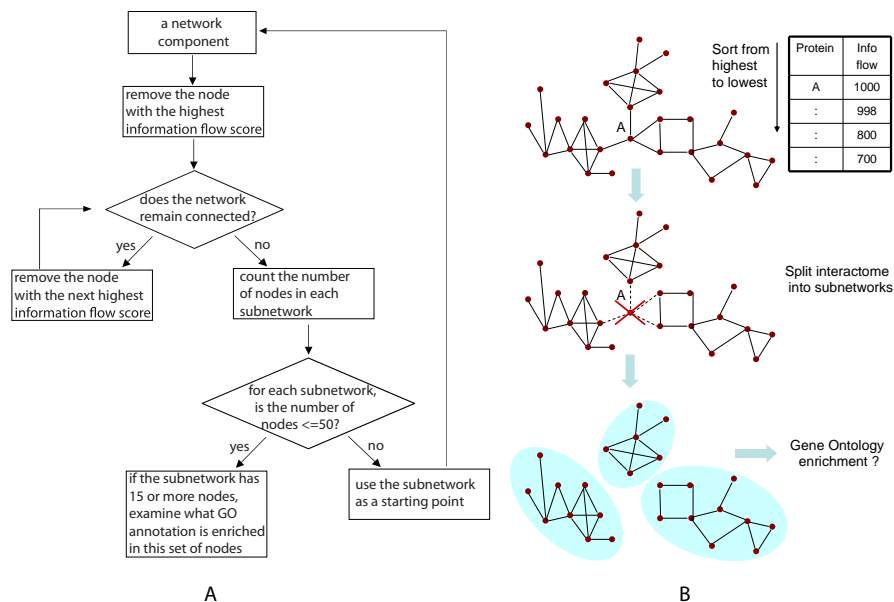 a network
component
remove the node
with the highest
information flow score
does the network
remain connected?
yes
no
remove the node
with the next highest
information flow score
count the number
of nodes in each
subnetwork
for each subnetwork,
is the number of
nodes <=50?
yes
no
if the subnetwork has
15 or more nodes,
examine what GO
annotation is enriched
in this set of nodes
use the subnetwork
as a starting point
A
Sort from
highest
to lowest
Protein Info
flow
A 1000
: 998
: 800
: 700
A
A
Split interactome
into subnetworks
Gene Ontology
enrichment ?
B